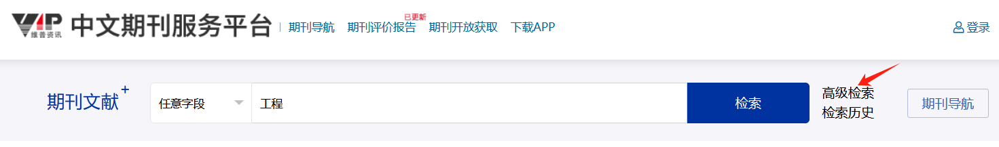 VIP
维普资讯
中文期刊服务平台
期刊导航
期刊评价报告
已更新
期刊开放获取
下载APP
登录
期刊文献+
任意字段
工程
检索
高级检索
检索历史
期刊导航